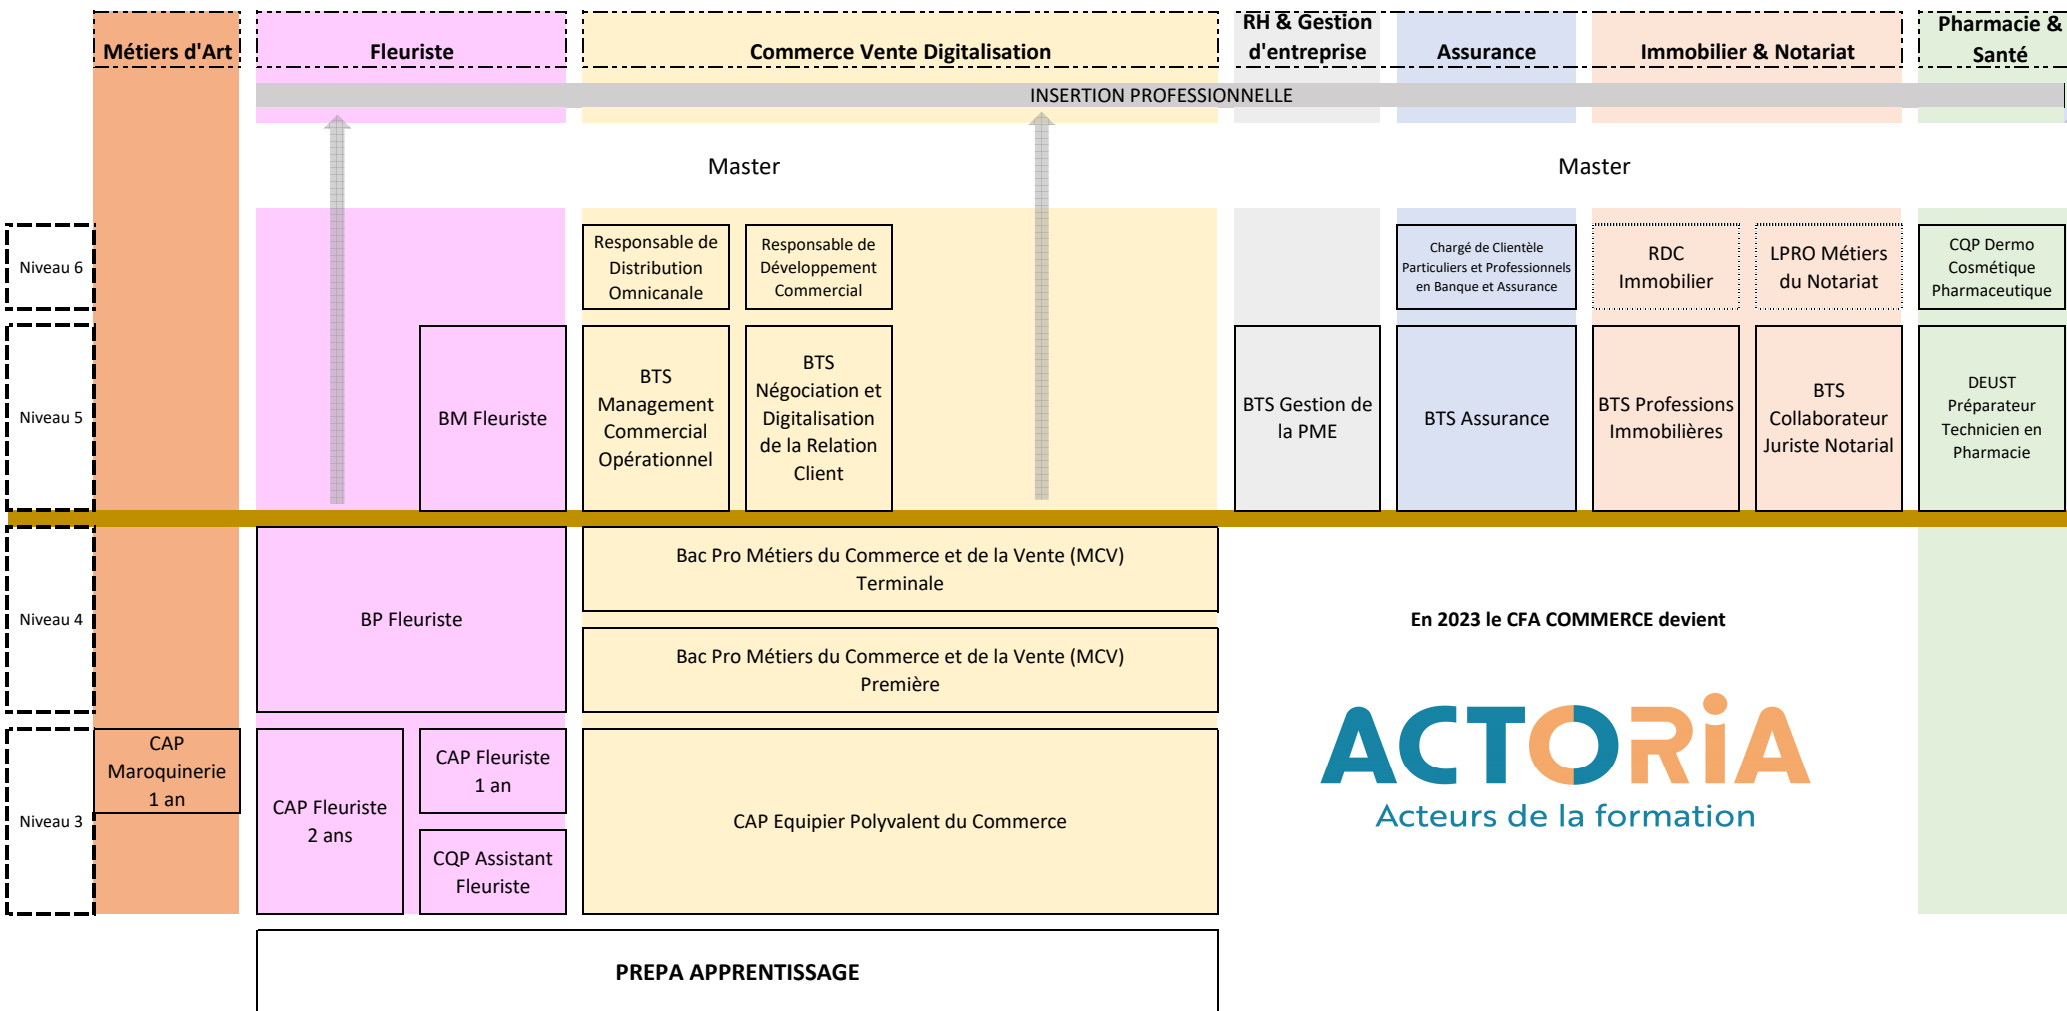 Métiers d'Art
Fleuriste
Commerce Vente Digitalisation
RH & Gestion
d'entreprise
Assurance
Immobilier & Notariat
Pharmacie &
Santé
INSERTION PROFESSIONNELLE
Master
Master
Niveau 6
Responsable de
Distribution
Omnicanale
Responsable de
Développement
Commercial
Chargé de Clientèle
Particuliers et Professionnels
en Banque et Assurance
RDC
Immobilier
LPRO Métiers
du Notariat
CQP Dermo
Cosmétique
Pharmaceutique
Niveau 5
BM Fleuriste
BTS
Management
Commercial
Opérationnel
BTS
Négociation et
Digitalisation
de la Relation
Client
BTS Gestion de
la PME
BTS Assurance
BTS Professions
Immobilières
BTS
Collaborateur
Juriste Notarial
DEUST
Préparateur
Technicien en
Pharmacie
Niveau 4
BP Fleuriste
Bac Pro Métiers du Commerce et de la Vente (MCV)
Terminale
Bac Pro Métiers du Commerce et de la Vente (MCV)
Première
En 2023 le CFA COMMERCE devient
ACTORiA
Acteurs de la formation
Niveau 3
CAP
Maroquinerie
1 an
CAP Fleuriste
2 ans
CAP Fleuriste
1 an
CQP Assistant
Fleuriste
CAP Equipier Polyvalent du Commerce
PREPA APPRENTISSAGE